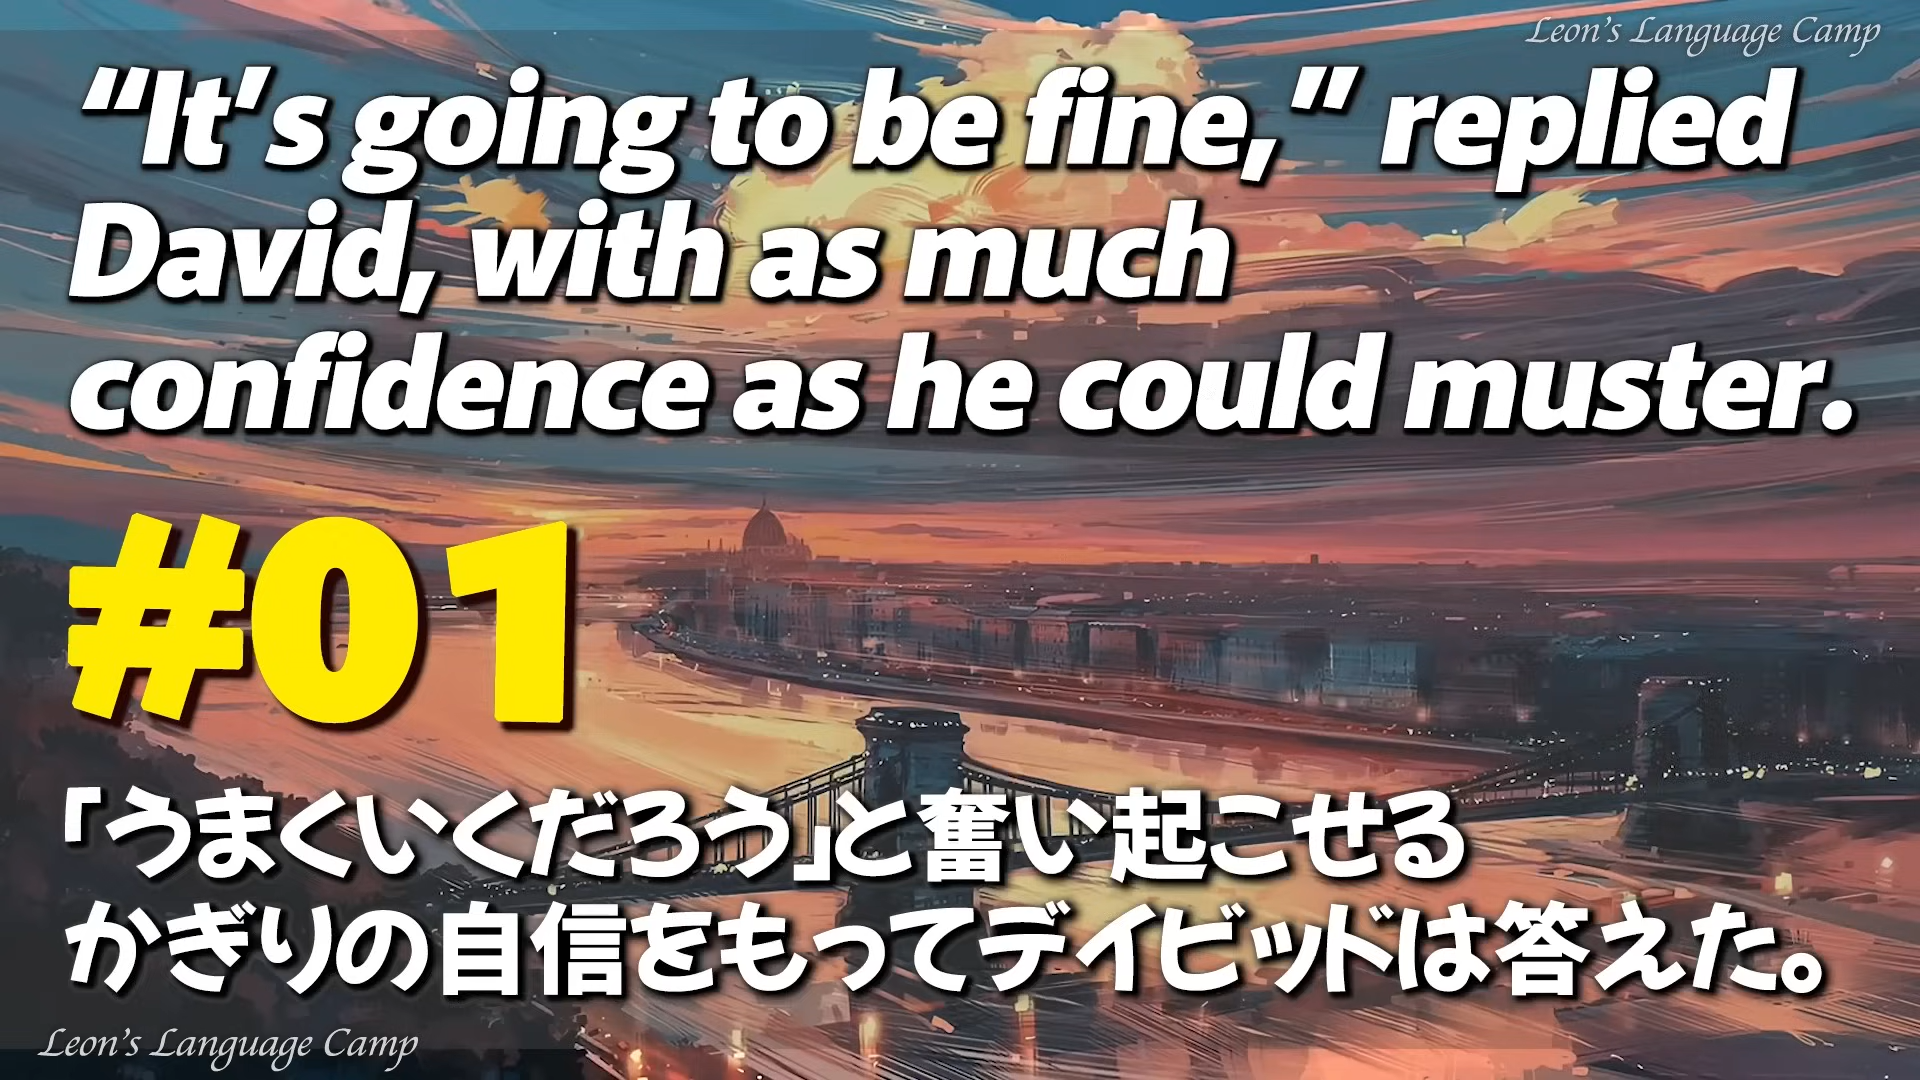 Leon's Language Camp
“It's going to be fine,” replied
David, with as much
confidence as he could muster.
#01
「うまくいくだろう」と奮い起こせる
かぎりの自信をもってデイビッドは答えた。
Leon's Language Camp